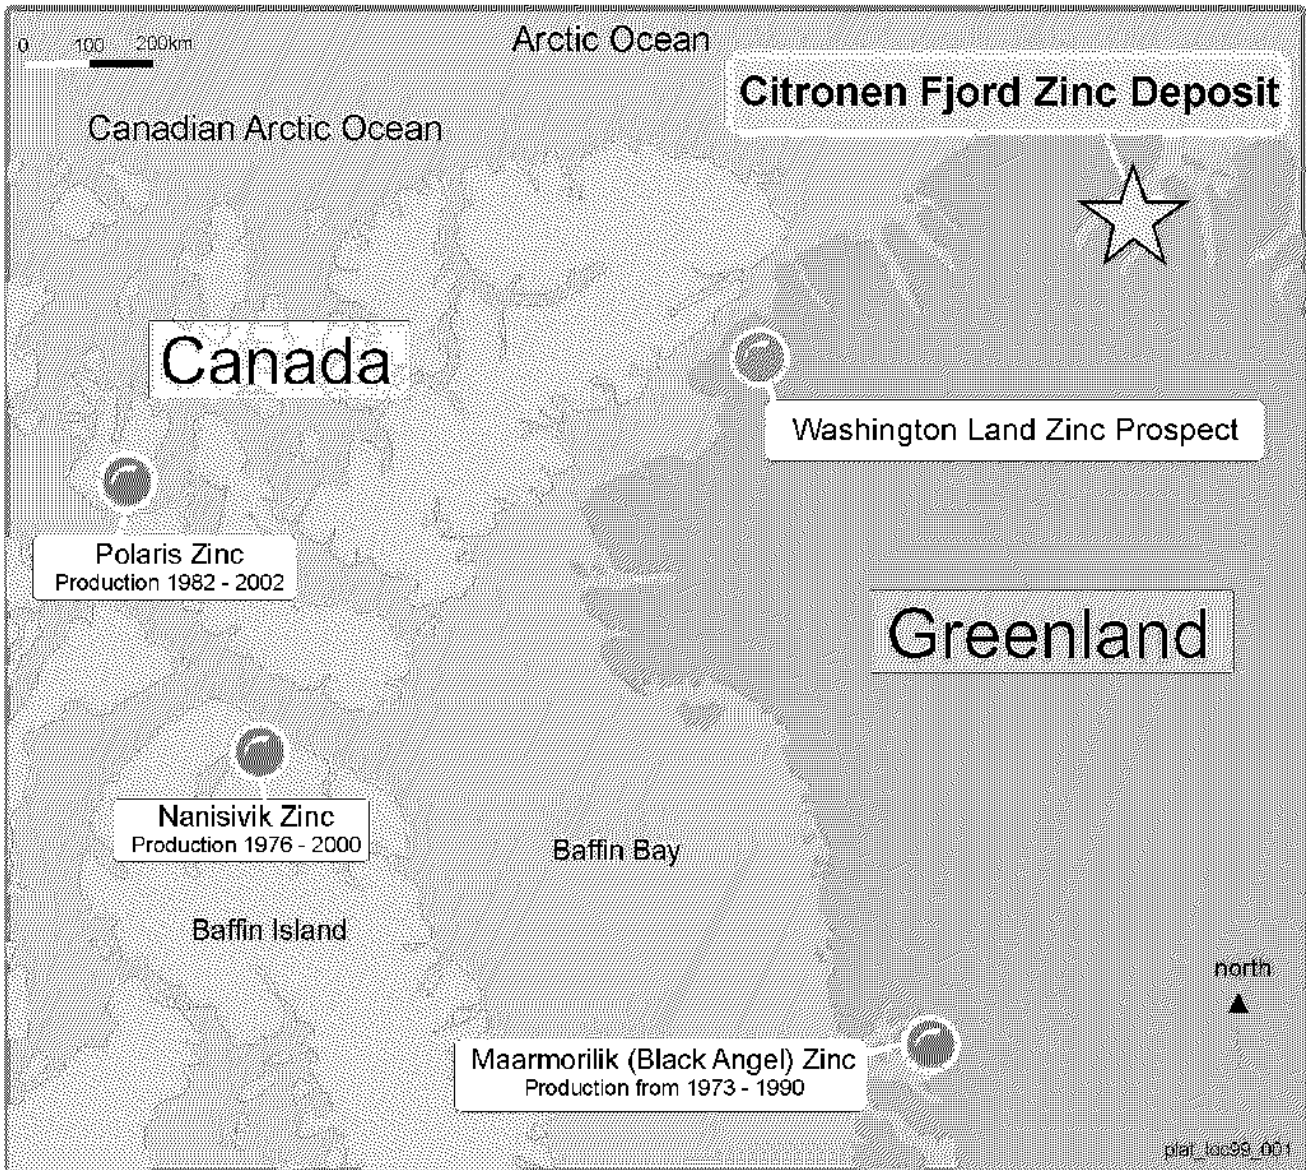 Arctic Ocean
0 100 200km
Citronen Fjord Zinc Deposit
Canadian Arctic Ocean
Canada
Washington Land Zinc Prospect
Polaris Zinc
Production 1982 - 2002
Greenland
Nanisivik Zinc
Production 1976 - 2000
Baffin Bay
Baffin Island
north
Maarmorilik (Black Angel) Zinc
Production from 1973 - 1990
plat_loc99_001